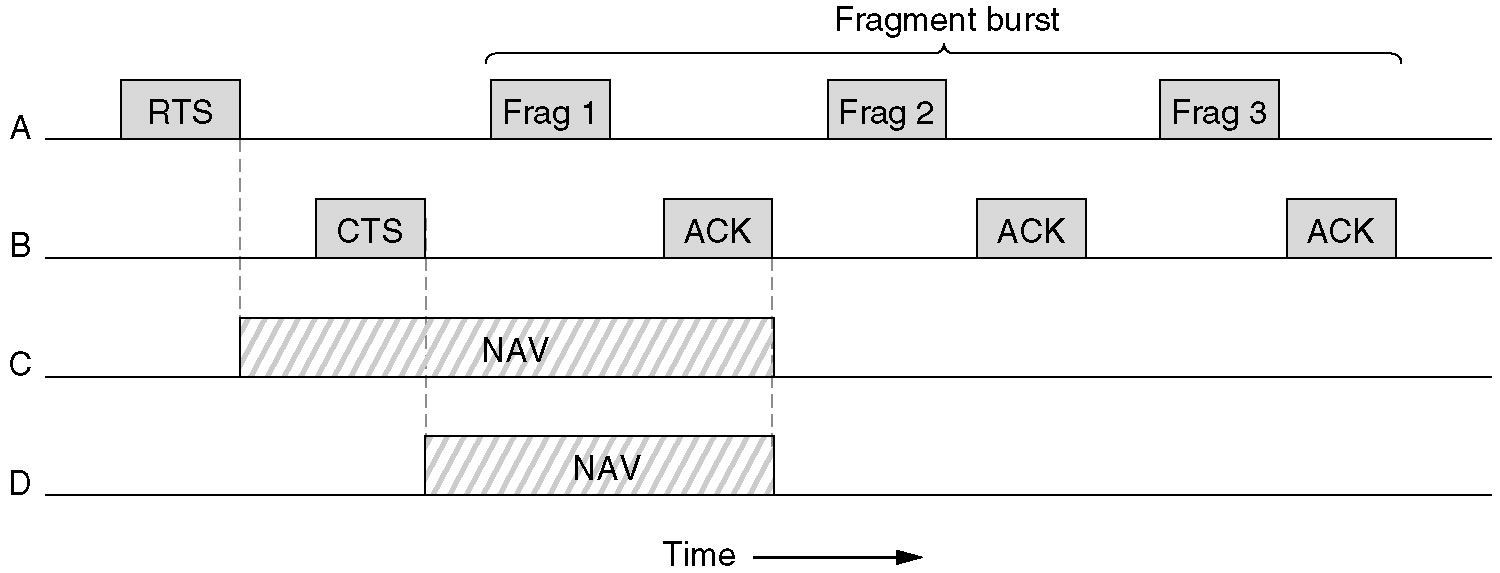 Fragment burst
A RTS Frag 1 Frag 2 Frag 3
B CTS ACK ACK ACK
C NAV
D NAV
Time